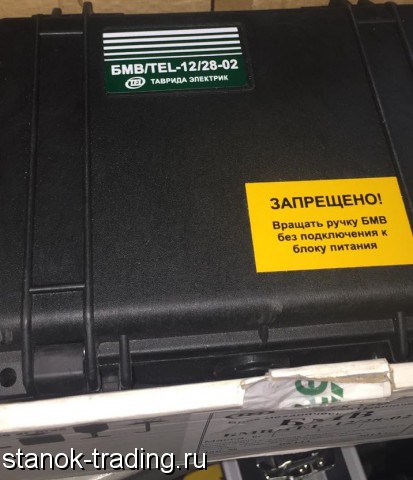 БМВ/TEL-12/28-02
ТАВРИДА ЭЛЕКТРИК
ЗАПРЕЩЕНО!
Вращать ручку БМВ
без подключения к
блоку питания
stanok-trading.ru